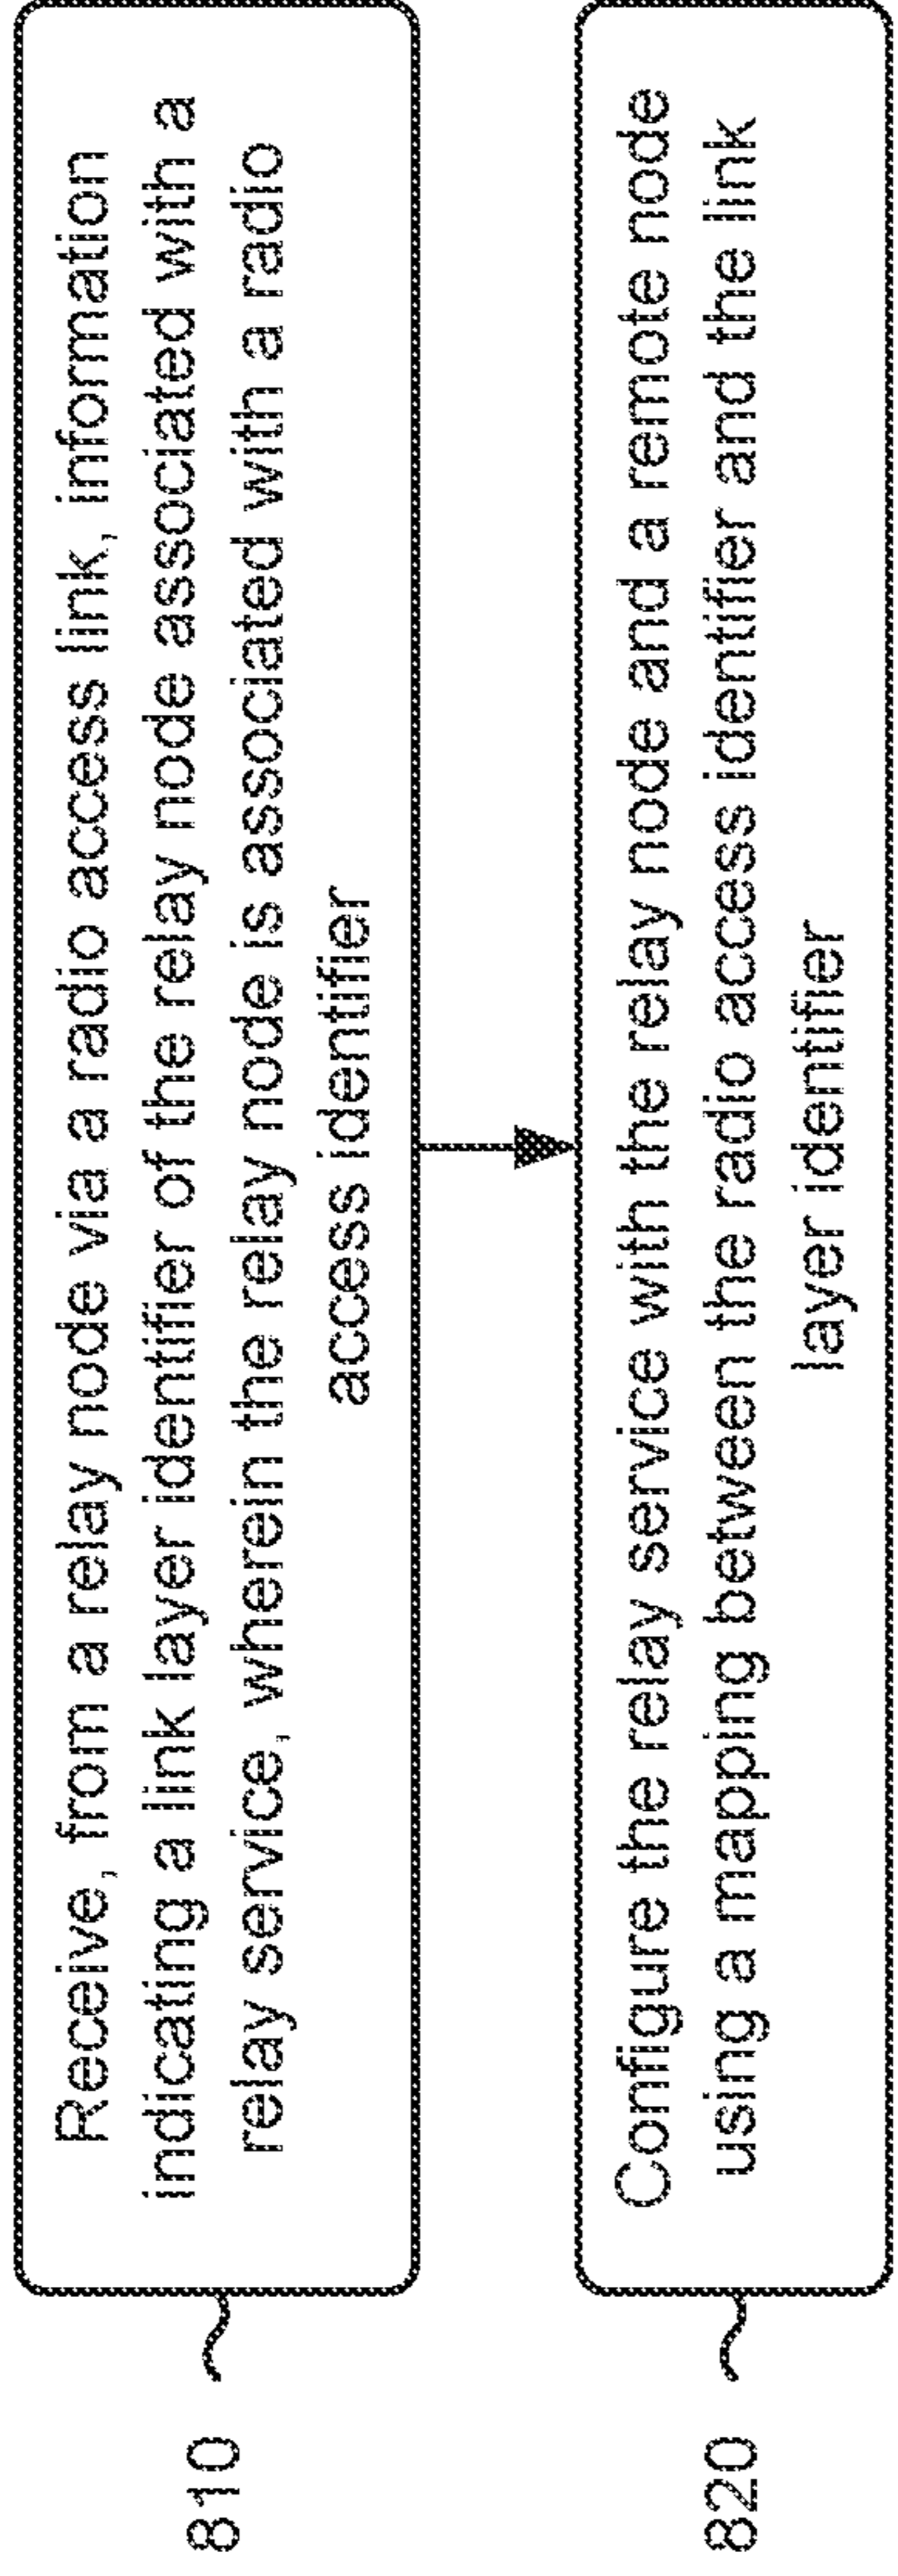 810
Receive, from a relay node via a radio access link, information
indicating a link layer identifier of the relay node associated with a
relay service, wherein the relay node is associated with a radio
access identifier
820
Configure the relay service with the relay node and a remote node
using a mapping between the radio access identifier and the link
layer identifier